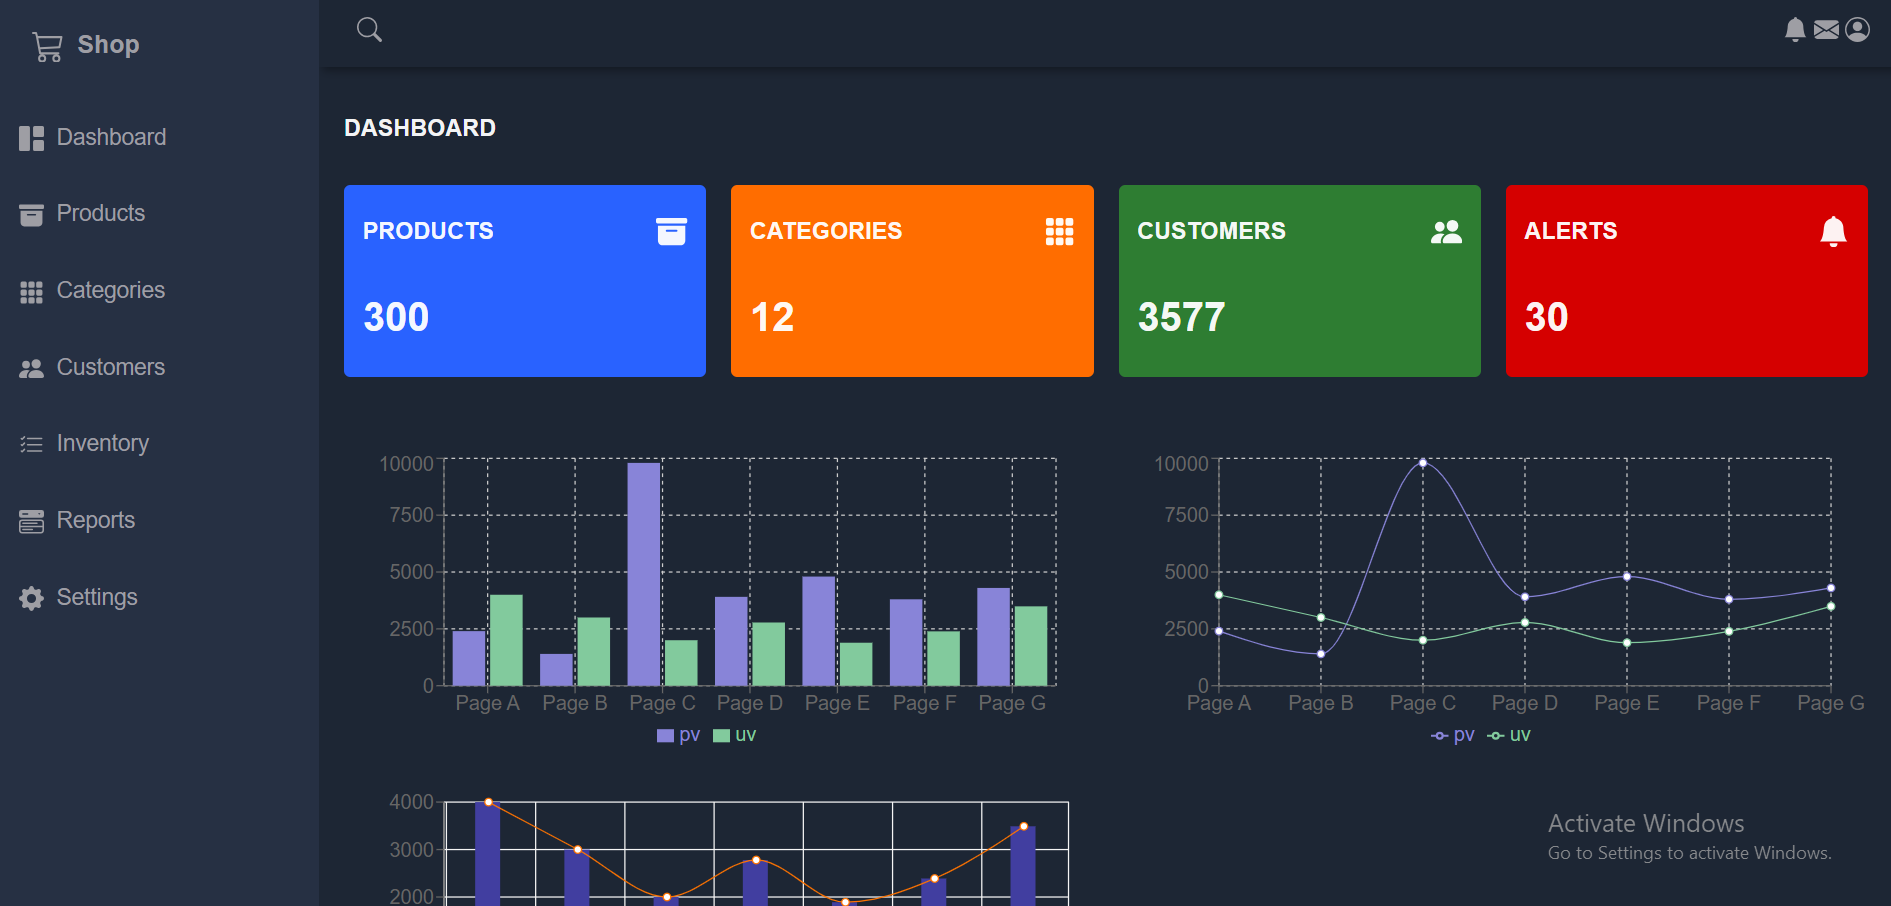 Shop
Dashboard
Products
Categories
Customers
Inventory
Reports
Settings
DASHBOARD
PRODUCTS
300
CATEGORIES
12
CUSTOMERS
3577
ALERTS
30
10000
7500
5000
2500
0
Page A Page B Page C Page D Page E Page F Page G
pv uv
10000
7500
5000
2500
0
Page A Page B Page C Page D Page E Page F Page G
pv uv
4000
3000
2000
Activate Windows
Go to Settings to activate Windows.